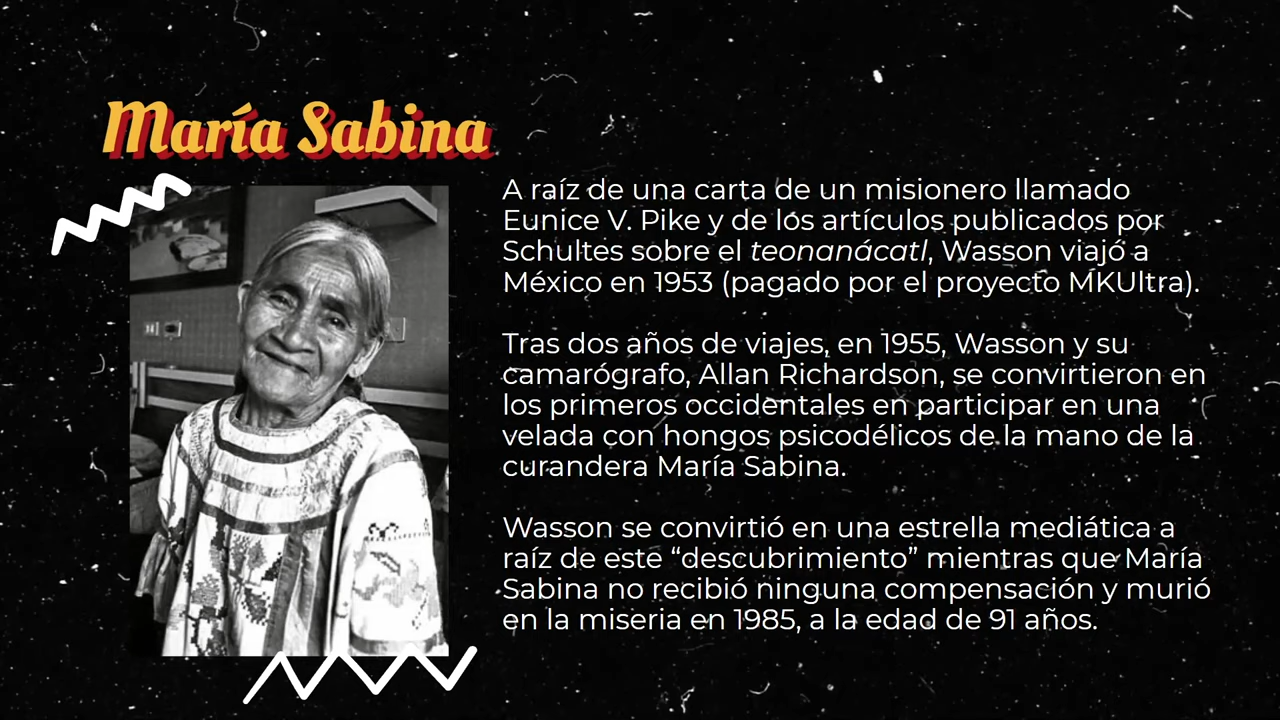 María Sabina
A raíz de una carta de un misionero llamado
Eunice V. Pike y de los artículos publicados por
Schultes sobre el teonanácatl, Wasson viajó a
México en 1953 (pagado por el proyecto MKUltra).
Tras dos años de viajes, en 1955, Wasson y su
camarógrafo, Allan Richardson, se convirtieron en
los primeros occidentales en participar en una
velada con hongos psicodélicos de la mano de la
curandera María Sabina.
Wasson se convirtió en una estrella mediática a
raíz de este “descubrimiento” mientras que María
Sabina no recibió ninguna compensación y murió
en la miseria en 1985, a la edad de 91 años.